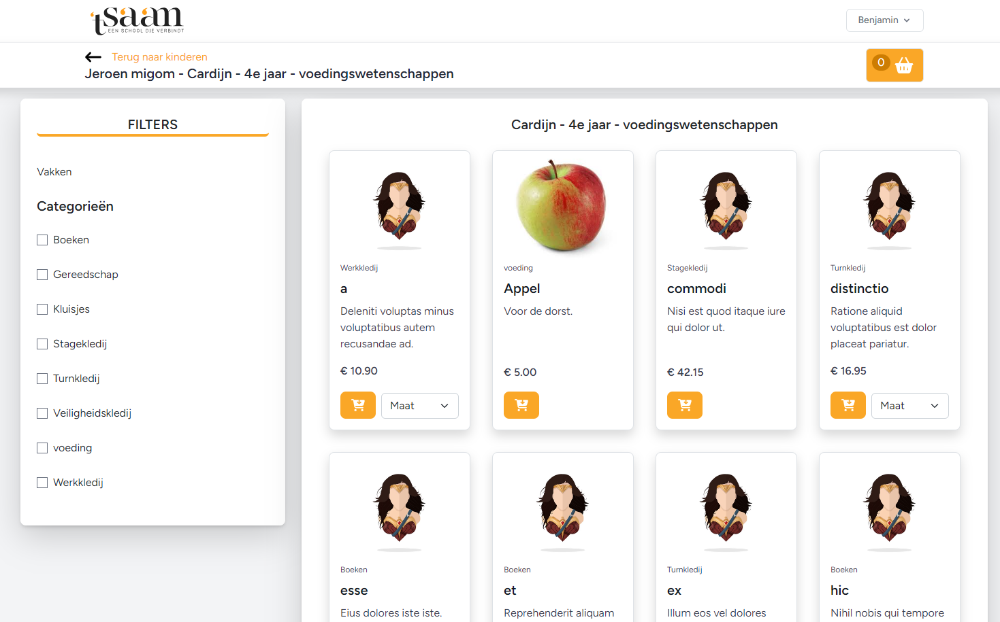 'tsaam
EEN SCHOOL DIE VERBINDT
Benjamin
Terug naar kinderen
Jeroen migom - Cardijn - 4e jaar - voedingswetenschappen
0
FILTERS
Vakken
Categorieën
Boeken
Gereedschap
Kluisjes
Stagekledij
Turnkledij
Veiligheidskledij
voeding
Werkkledij
Cardijn - 4e jaar - voedingswetenschappen
Werkkledij
a
Deleniti voluptas minus
voluptatibus autem
recusandae ad.
€ 10.90
Maat
voeding
Appel
Voor de dorst.
€ 5.00
Stagekledij
commodi
Nisi est quod itaque iure
qui dolor ut.
€ 42.15
Turnkledij
distinctio
Ratione aliquid
voluptatibus est dolor
placeat pariatur.
€ 16.95
Maat
Boeken
esse
Eius dolores iste iste.
Boeken
et
Reprehenderit aliquam
Turnkledij
ex
Illum eos vel dolores
Boeken
hic
Nihil nobis qui tempore